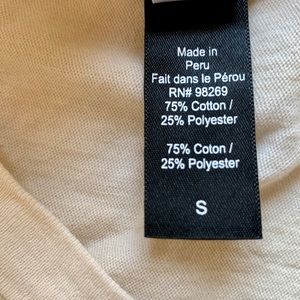 Made in
Peru
Fait dans le Pérou
RN# 98269
75% Cotton /
25% Polyester
75% Coton /
25% Polyester
S